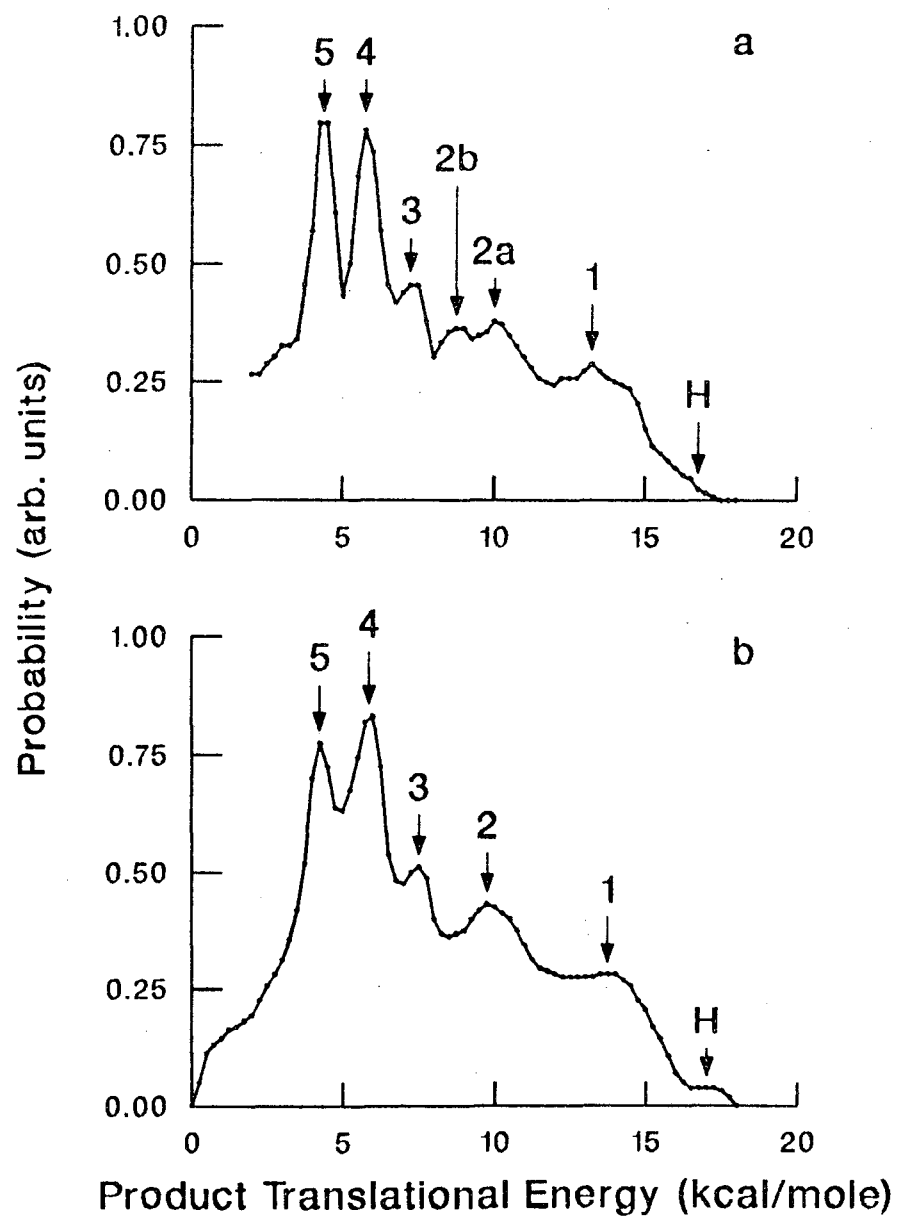 1.00
a
5 4
0.75
2b
3
0.50
2a
1
0.25
H
0.00
0 5 10 15 20
Probability (arb. units)
1.00
4
b
5
0.75
3
2
0.50
1
0.25
H
0.00
0 5 10 15 20
Product Translational Energy (kcal/mole)